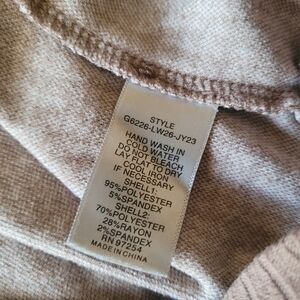 STYLE
G6226-LW26-JY23
HAND WASH IN
COLD WATER
DO NOT BLEACH
LAY FLAT TO DRY
COOL IRON
IF NECESSARY
SHELL1:
95%POLYESTER
5%SPANDEX
SHELL2:
70%POLYESTER
28%RAYON
2%SPANDEX
RN 97254
MADE IN CHINA